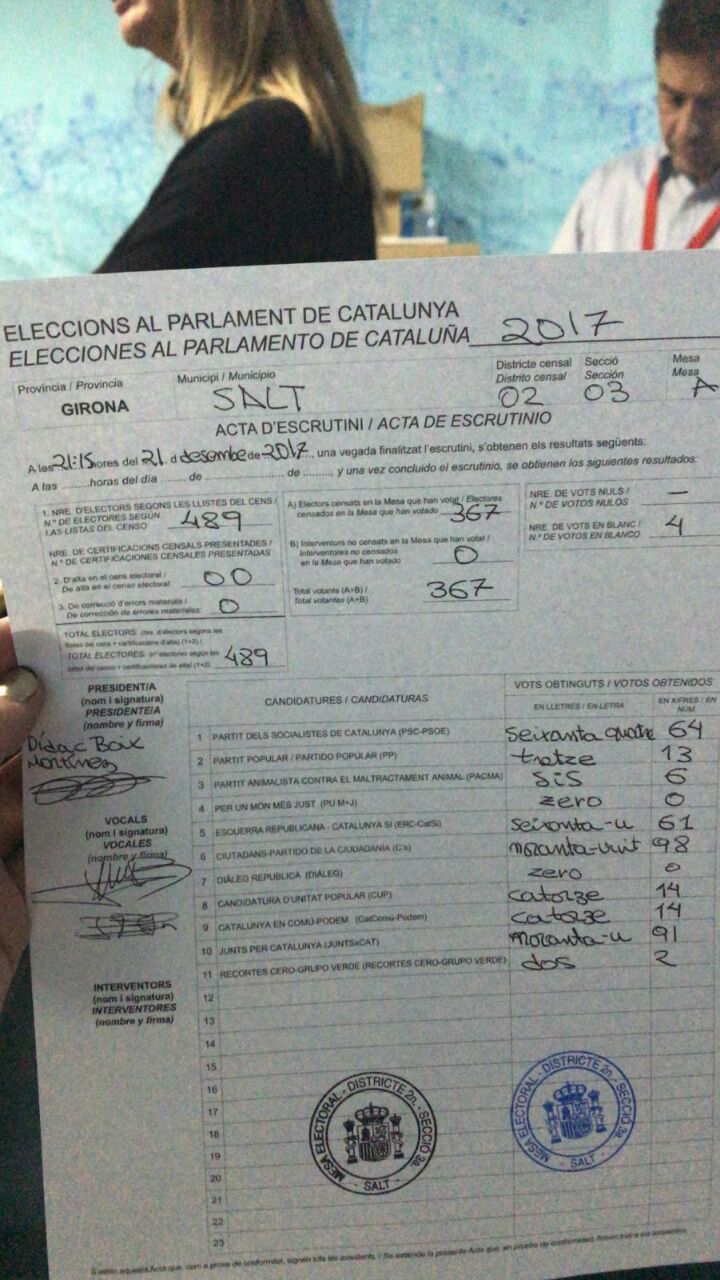 ELECCIONS AL PARLAMENT DE CATALUNYA
ELECCIONES AL PARLAMENTO DE CATALUÑA 2017
Provincia / Provincia
GIRONA
Municipi / Municipio
SALT
Districte censal
Distrito censal
02
Secció
Sección
03
Mesa
Mesa
A
ACTA D'ESCRUTINI / ACTA DE ESCRUTINIO
A les 21:15 hores del 21 d desembre de 2017, una vegada finalitzat l'escrutini, s'obtenen els resultats següents:
A las ........ horas del día ........ de .................... de ........, y una vez concluido el escrutinio, se obtienen los siguientes resultados:
1. NRE. D'ELECTORS SEGONS LES LLISTES DEL CENS /
N.º DE ELECTORES SEGÚN
LAS LISTAS DEL CENSO 489
NRE. DE CERTIFICACIONS CENSALS PRESENTADES /
N.º DE CERTIFICACIONES CENSALES PRESENTADAS
2. D'alta en el cens electoral /
De alta en el censo electoral: 00
3. De correcció d'errors materials /
De corrección de errores materiales: 0
TOTAL ELECTORS: (nre. d'electors segons les
llistes del cens + certificacions d'alta) (1+2) /
TOTAL ELECTORES: (nº electores según las
listas del censo + certificaciones de alta) (1+2) 489
A) Electors censats en la Mesa que han votat / Electores
censados en la Mesa que han votado 367
B) Interventors no censats en la Mesa que han votat /
Interventores no censados
en la Mesa que han votado 0
Total votants (A+B) /
Total votantes (A+B) 367
NRE. DE VOTS NULS /
N.º DE VOTOS NULOS —
NRE. DE VOTS EN BLANC /
N.º DE VOTOS EN BLANCO 4
PRESIDENT/A
(nom i signatura)
PRESIDENTE/A
(nombre y firma)
Dídac Boix
Martínez
VOCALS
(nom i signatura)
VOCALES
(nombre y firma)
INTERVENTORS
(nom i signatura)
INTERVENTORES
(nombre y firma)
CANDIDATURES / CANDIDATURAS
VOTS OBTINGUTS / VOTOS OBTENIDOS
EN LLETRES / EN LETRA
EN XIFRES / EN NÚM
1 PARTIT DELS SOCIALISTES DE CATALUNYA (PSC-PSOE) seixanta quatre 64
2 PARTIT POPULAR / PARTIDO POPULAR (PP) tretze 13
3 PARTIT ANIMALISTA CONTRA EL MALTRACTAMENT ANIMAL (PACMA) sis 6
4 PER UN MÓN MÉS JUST (PU M+J) zero 0
5 ESQUERRA REPUBLICANA - CATALUNYA SÍ (ERC-CatSí) seixanta-u 61
6 CIUTADANS-PARTIDO DE LA CIUDADANÍA (C's) noranta-vuit 98
7 DIÀLEG REPUBLICÀ (DIÀLEG) zero 0
8 CANDIDATURA D'UNITAT POPULAR (CUP) catorze 14
9 CATALUNYA EN COMÚ-PODEM (CatComú-Podem) catorze 14
10 JUNTS PER CATALUNYA (JUNTSxCAT) noranta-u 91
11 RECORTES CERO-GRUPO VERDE (RECORTES CERO-GRUPO VERDE) dos 2
12
13
14
15
16
17
18
19
20
21
22
23
MESA ELECTORAL - DISTRICTE 2n. - SECCIÓ 3a
- SALT -
MESA ELECTORAL - DISTRICTE 2n. - SECCIÓ 3a
- SALT -
S'estén aquesta Acta que, com a prova de conformitat, signen tots els assistents. / Se extiende la presente Acta que, en prueba de conformidad, firman todos los asistentes.